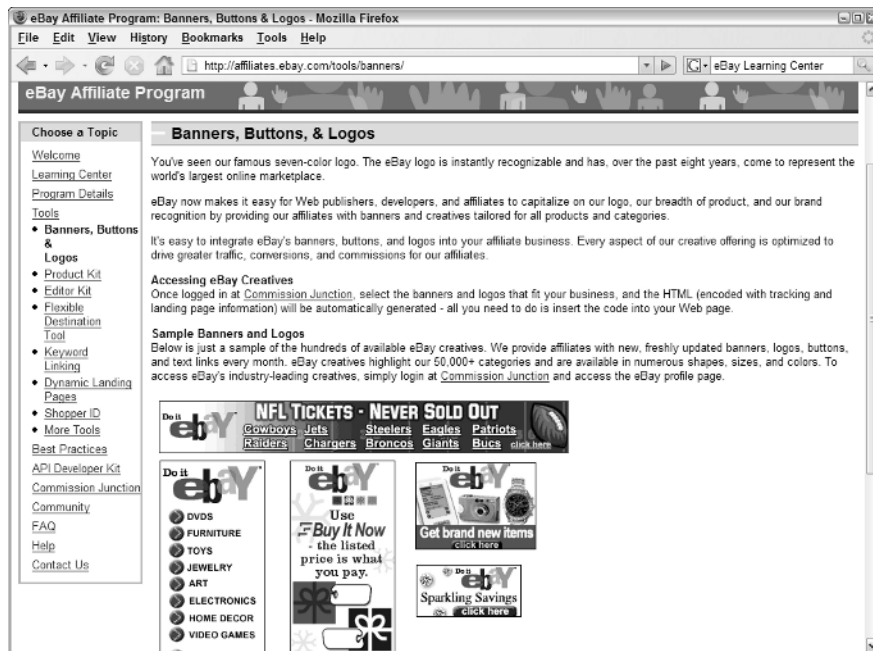 eBay Affiliate Program: Banners, Buttons & Logos - Mozilla Firefox
File Edit View History Bookmarks Tools Help
http://affiliates.ebay.com/tools/banners/
G
eBay Learning Center
eBay Affiliate Program
Choose a Topic
Welcome
Learning Center
Program Details
Tools
Banners, Buttons
&
Logos
Product Kit
Editor Kit
Flexible
Destination
Tool
Keyword
Linking
Dynamic Landing
Pages
Shopper ID
More Tools
Best Practices
API Developer Kit
Commission Junction
Community
FAQ
Help
Contact Us
Banners, Buttons, & Logos
You've seen our famous seven-color logo. The eBay logo is instantly recognizable and has, over the past eight years, come to represent the
world's largest online marketplace.
eBay now makes it easy for Web publishers, developers, and affiliates to capitalize on our logo, our breadth of product, and our brand
recognition by providing our affiliates with banners and creatives tailored for all products and categories.
It's easy to integrate eBay's banners, buttons, and logos into your affiliate business. Every aspect of our creative offering is optimized to
drive greater traffic, conversions, and commissions for our affiliates.
Accessing eBay Creatives
Once logged in at Commission Junction, select the banners and logos that fit your business, and the HTML (encoded with tracking and
landing page information) will be automatically generated - all you need to do is insert the code into your Web page.
Sample Banners and Logos
Below is just a sample of the hundreds of available eBay creatives. We provide affiliates with new, freshly updated banners, logos, buttons,
and text links every month. eBay creatives highlight our 50,000+ categories and are available in numerous shapes, sizes, and colors. To
access eBay's industry-leading creatives, simply login at Commission Junction and access the eBay profile page.
Do it ebaY
NFL TICKETS - NEVER SOLD OUT
Cowboys Jets Steelers Eagles Patriots
Raiders Chargers Broncos Giants Bucs click here
Do it
ebaY
DVDS
FURNITURE
TOYS
JEWELRY
ART
ELECTRONICS
HOME DECOR
VIDEO GAMES
Do it
ebaY
Use
Buy It Now
- the listed
price is what
you pay.
Do it
ebaY
Get brand new items
click here
Do it
ebaY
Sparkling Savings
click here